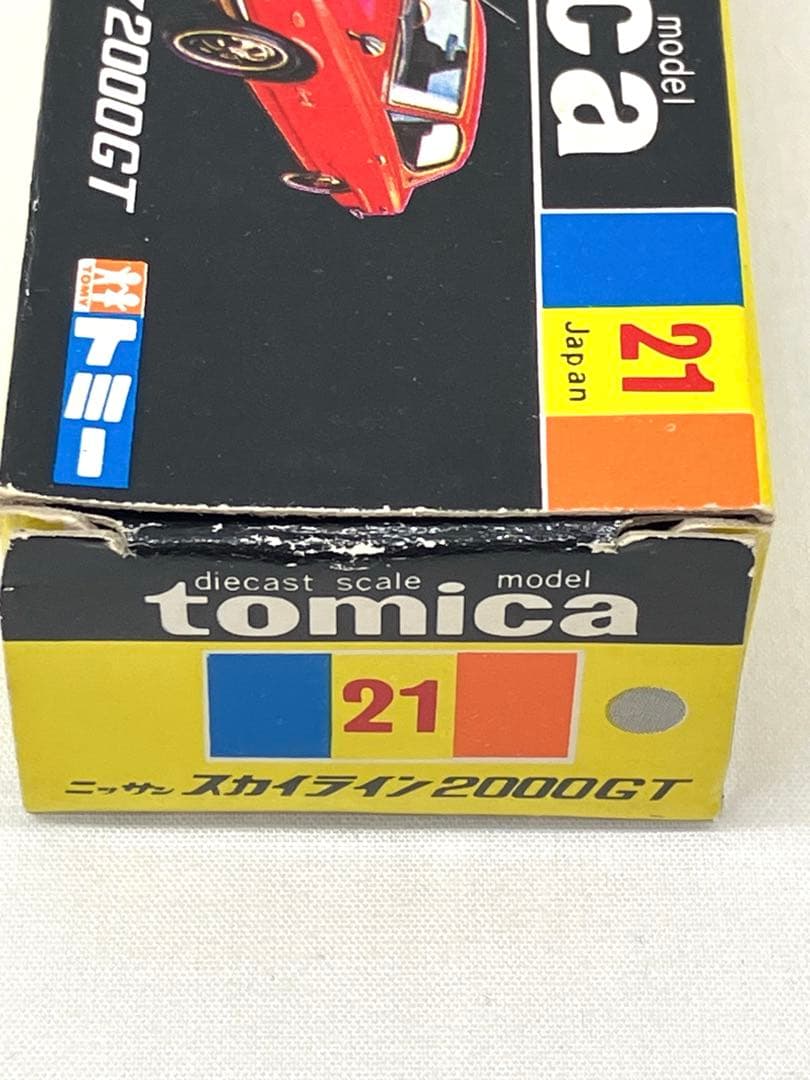 model
ca
2000GT
TOMY
トミー
21
Japan
diecast scale model
tomica
21
ニッサン スカイライン2000GT